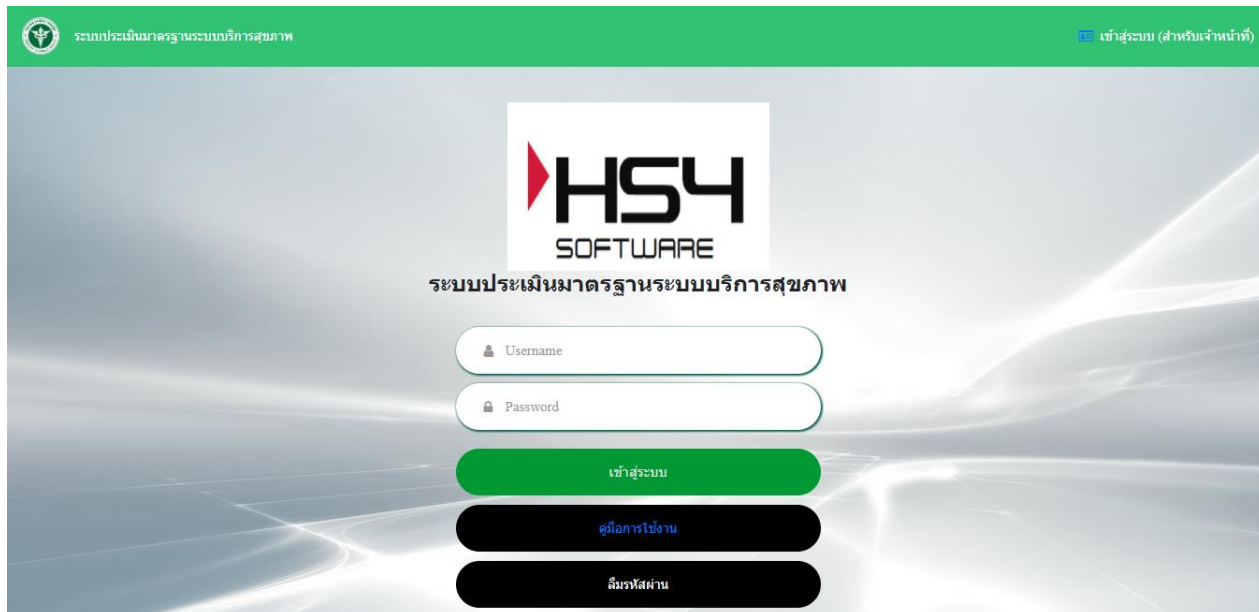 ระบบประเมินมาตรฐานระบบบริการสุขภาพ
เข้าสู่ระบบ (สำหรับเจ้าหน้าที่)
HS4
SOFTWARE
ระบบประเมินมาตรฐานระบบบริการสุขภาพ
Username
Password
เข้าสู่ระบบ
คู่มือการใช้งาน
ลืมรหัสผ่าน